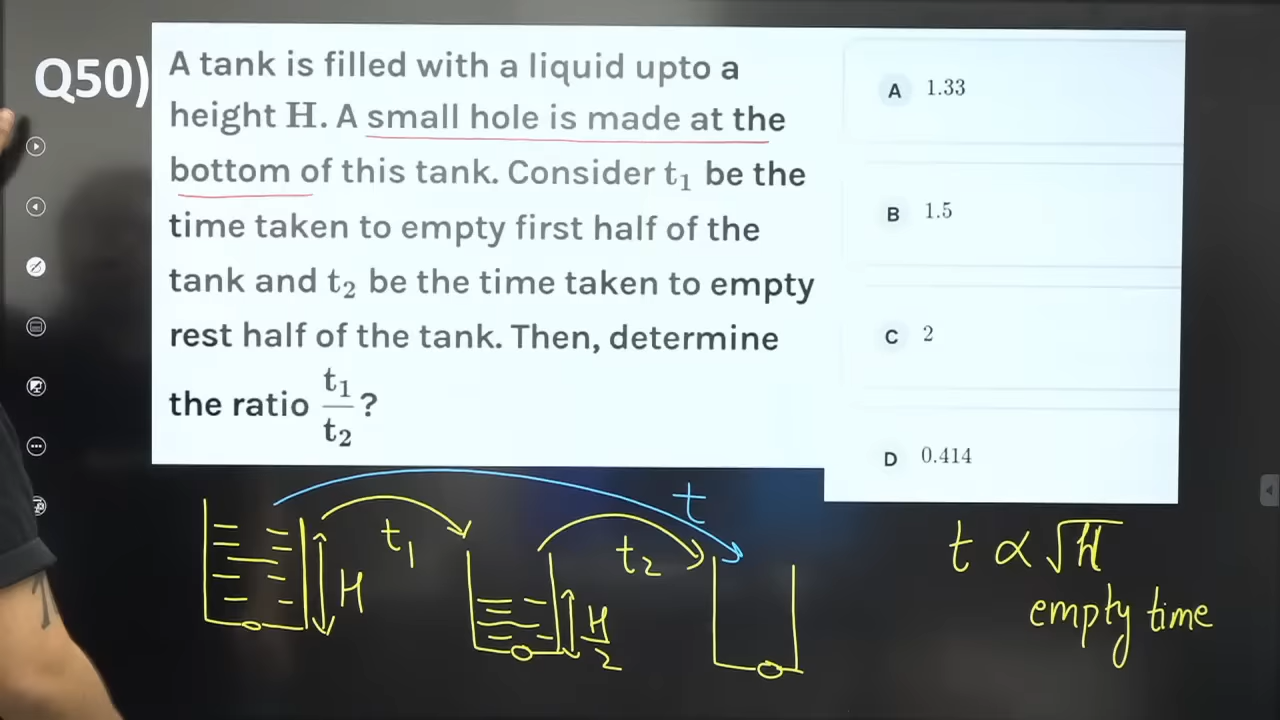 Q50)
A tank is filled with a liquid upto a
height H. A small hole is made at the
bottom of this tank. Consider t₁ be the
time taken to empty first half of the
tank and t₂ be the time taken to empty
rest half of the tank. Then, determine
the ratio t₁/t₂ ?
A 1.33
B 1.5
C 2
D 0.414
t
t₁
t₂
H
H/2
t ∝ √H
empty time